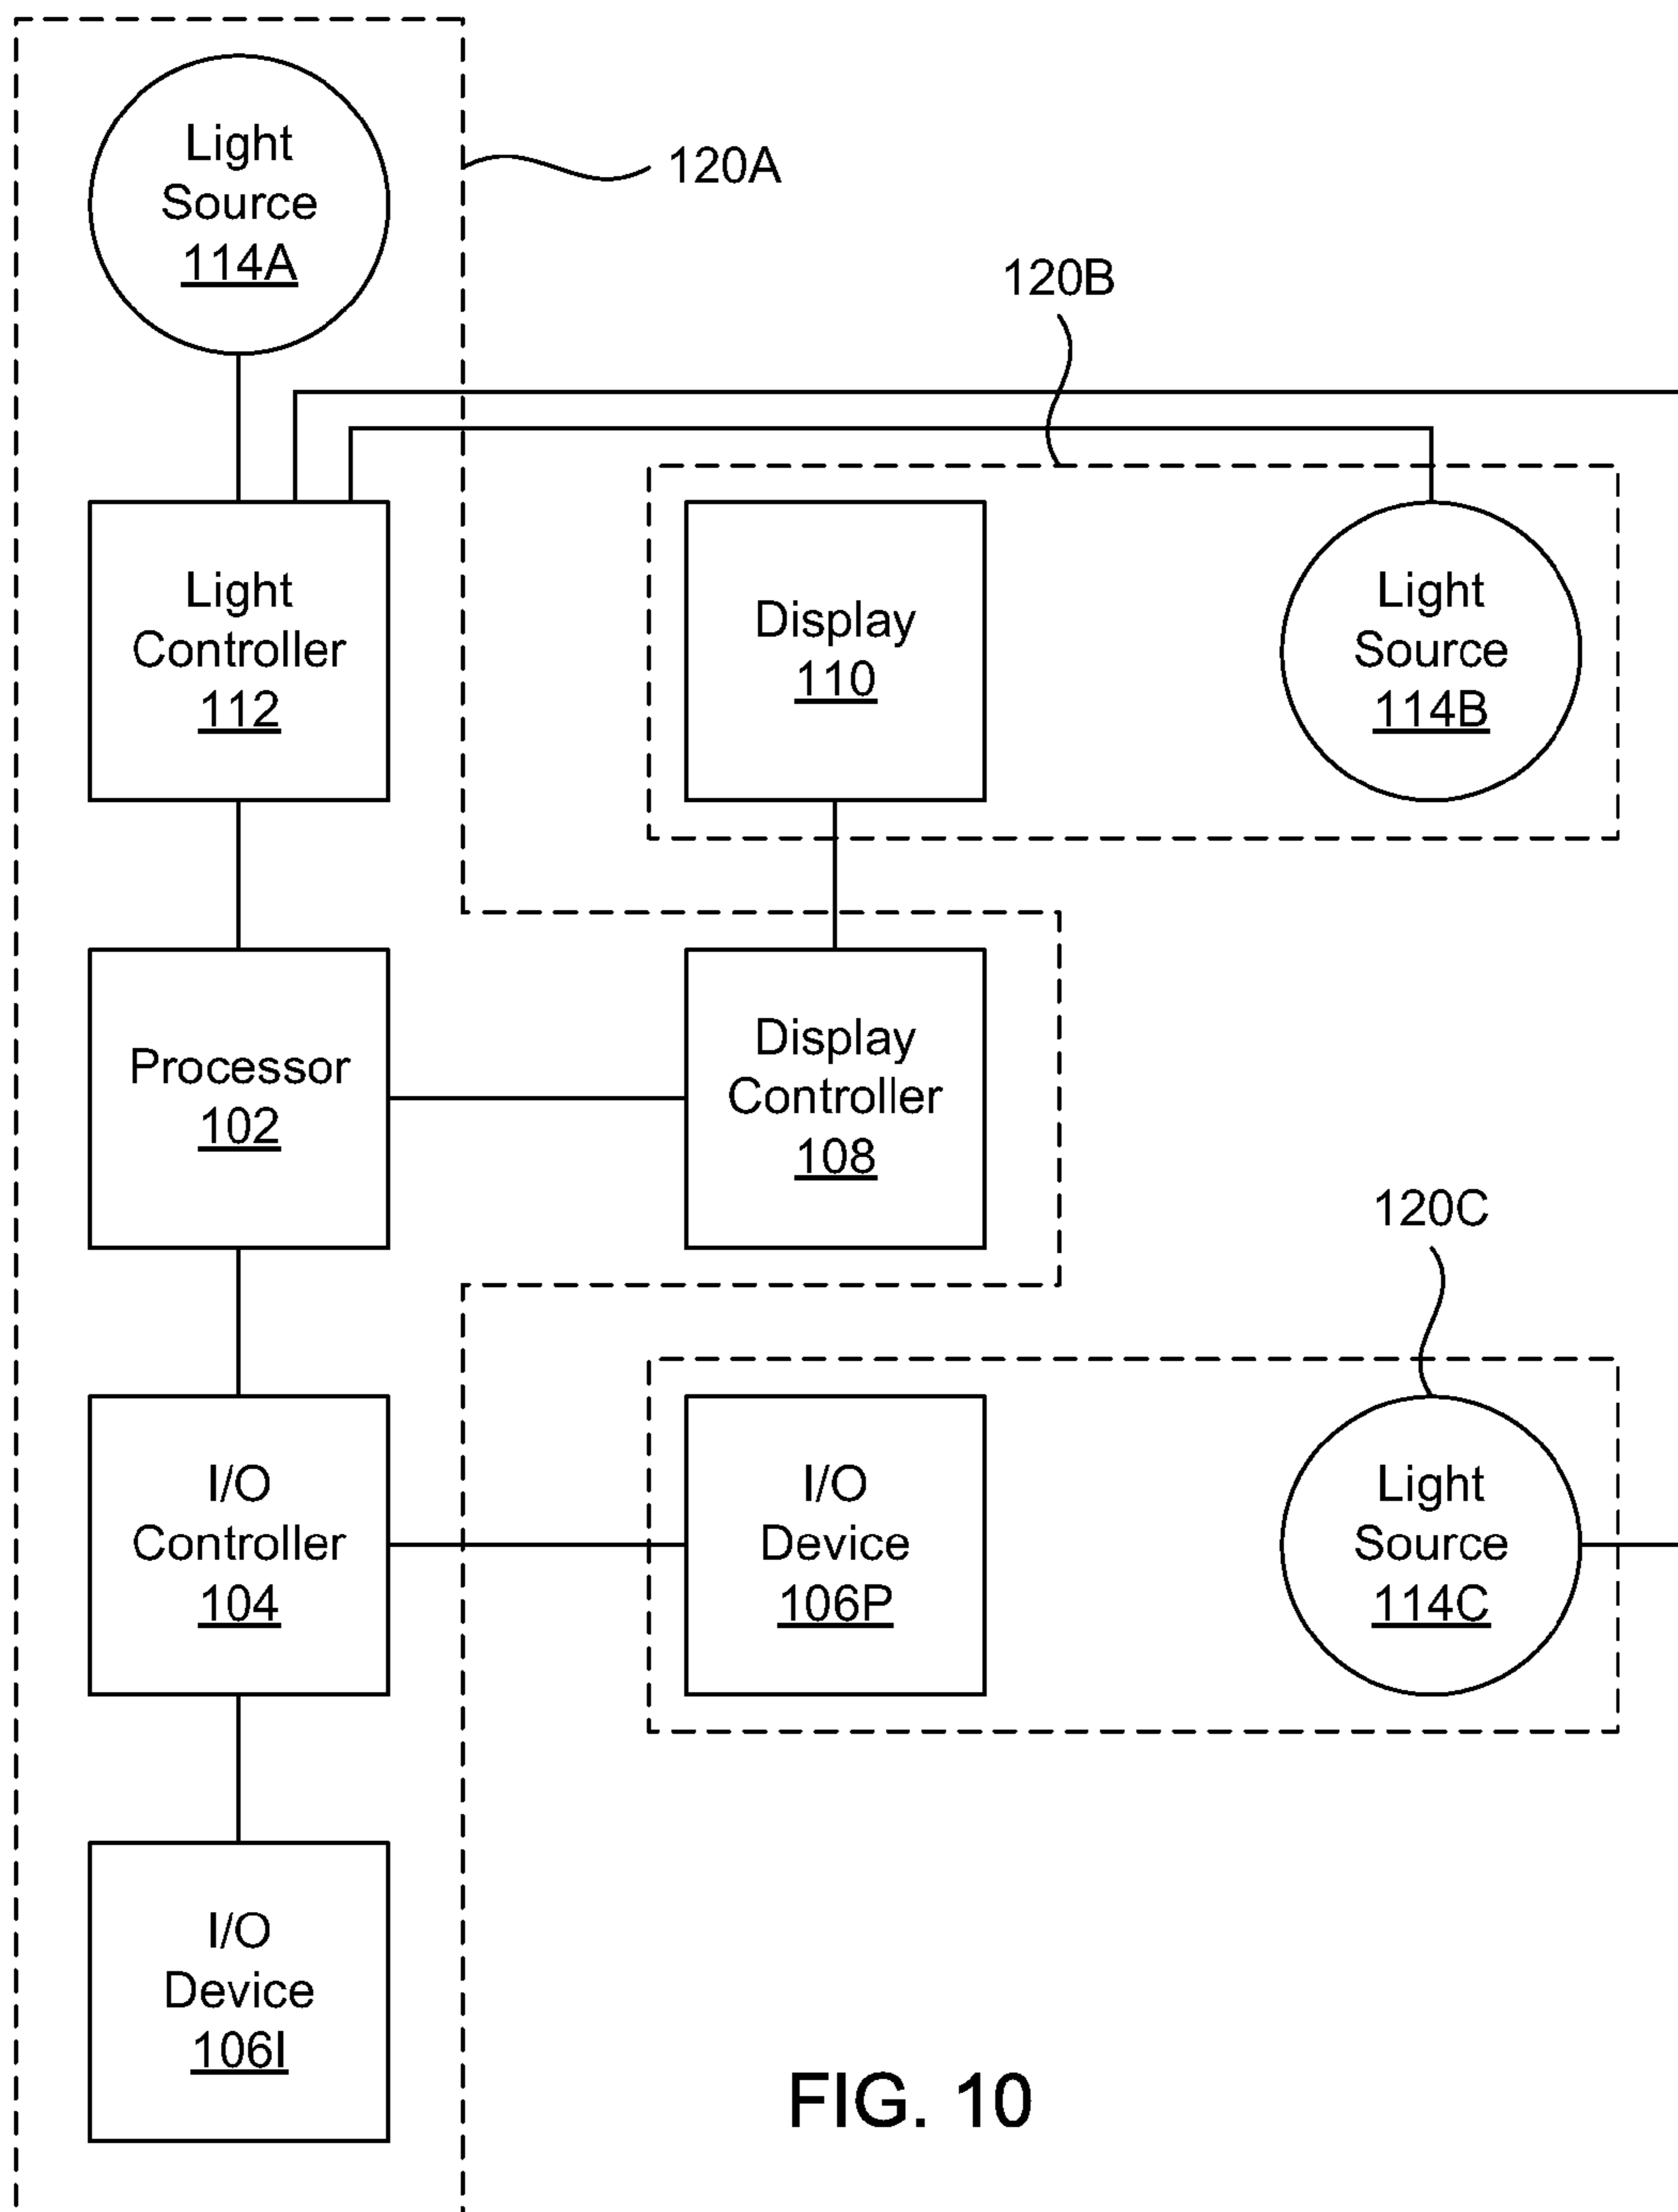 Light
Source
114A
120A
120B
Light
Controller
112
Display
110
Light
Source
114B
Processor
102
Display
Controller
108
120C
I/O
Controller
104
I/O
Device
106P
Light
Source
114C
I/O
Device
106I
FIG. 10